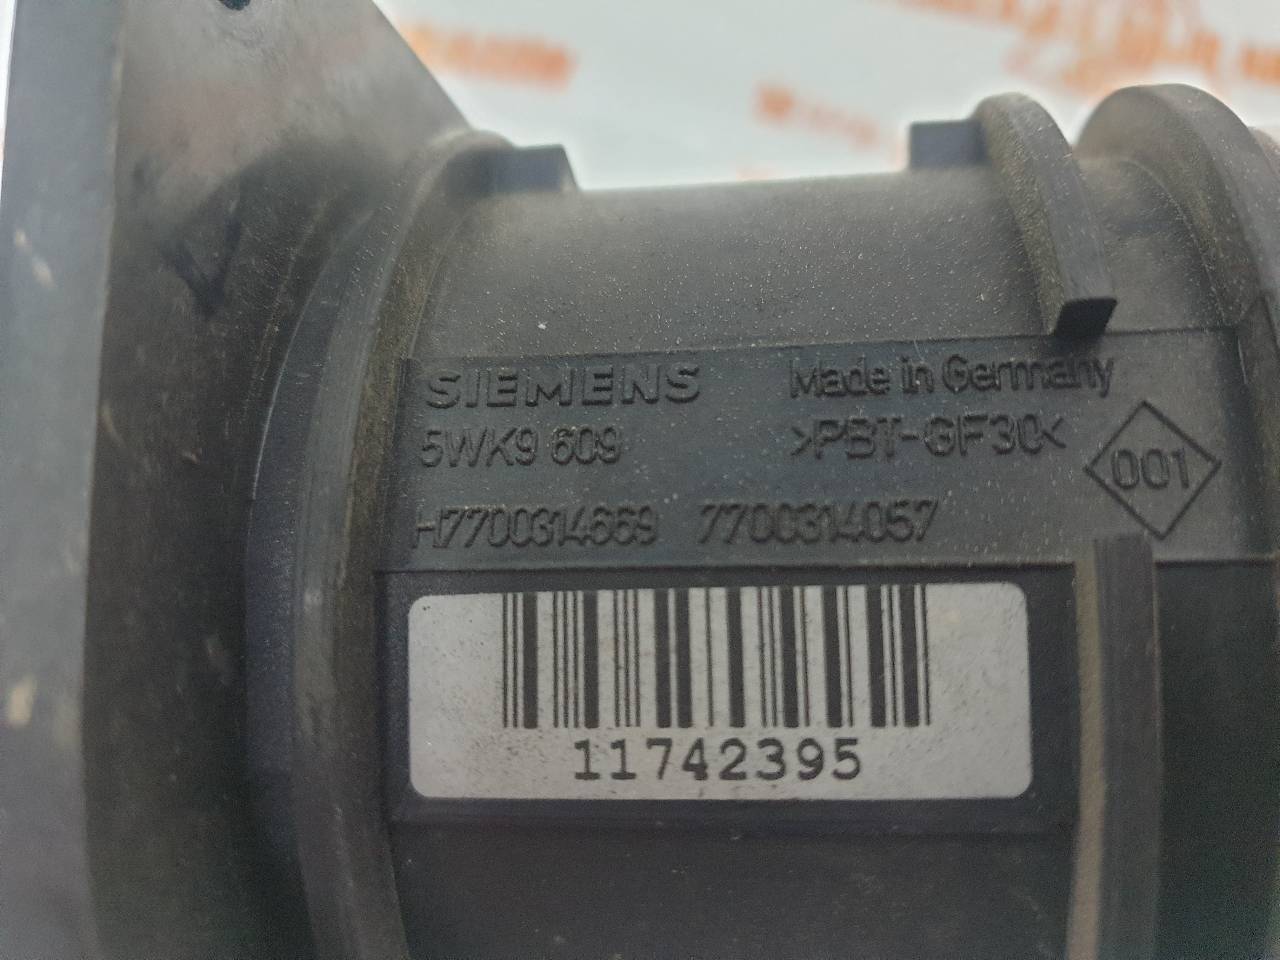 SIEMENS Made in Germany
5WK9 609 >PBT-GF30<
001
H7700314669 7700314057
11742395